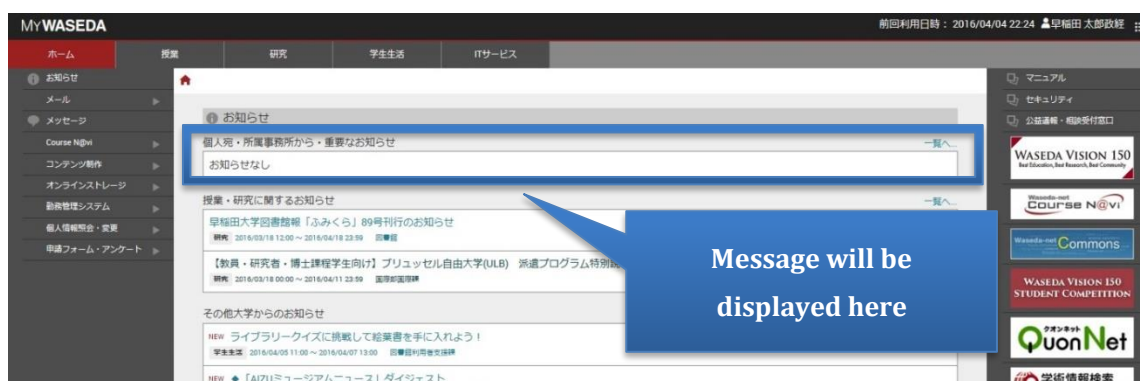 MYWASEDA
前回利用日時： 2016/04/04 22:24 早稲田 太郎政経
ホーム 授業 研究 学生生活 ITサービス
お知らせ
メール
メッセージ
Course N@vi
コンテンツ制作
オンラインストレージ
勤務管理システム
個人情報照会・変更
申請フォーム・アンケート
お知らせ
個人宛・所属事務所から・重要なお知らせ 一覧へ...
お知らせなし
授業・研究に関するお知らせ 一覧へ...
早稲田大学図書館報「ふみくら」89号刊行のお知らせ
研究 2016/03/18 12:00 ～ 2016/04/18 23:59
【教員・研究者・博士課程学生向け】ブリュッセル自由大学(ULB) 派遣プログラム特別
研究 2016/03/18 00:00 ～ 2016/04/11 23:59
その他大学からのお知らせ
NEW ライブラリークイズに挑戦して絵葉書を手に入れよう！
学生生活 2016/04/05 11:00 ～ 2016/04/07 13:00
NEW ◆「AIZUミュージアムニュース」ダイジェスト
Message will be
displayed here
マニュアル
セキュリティ
公益通報・相談受付窓口
WASEDA VISION 150
Best Education, Best Research, Best Community
Waseda-net
Course N@vi
Waseda-net Commons
WASEDA VISION 150
STUDENT COMPETITION
クオンネット
QuonNet
学術情報検索